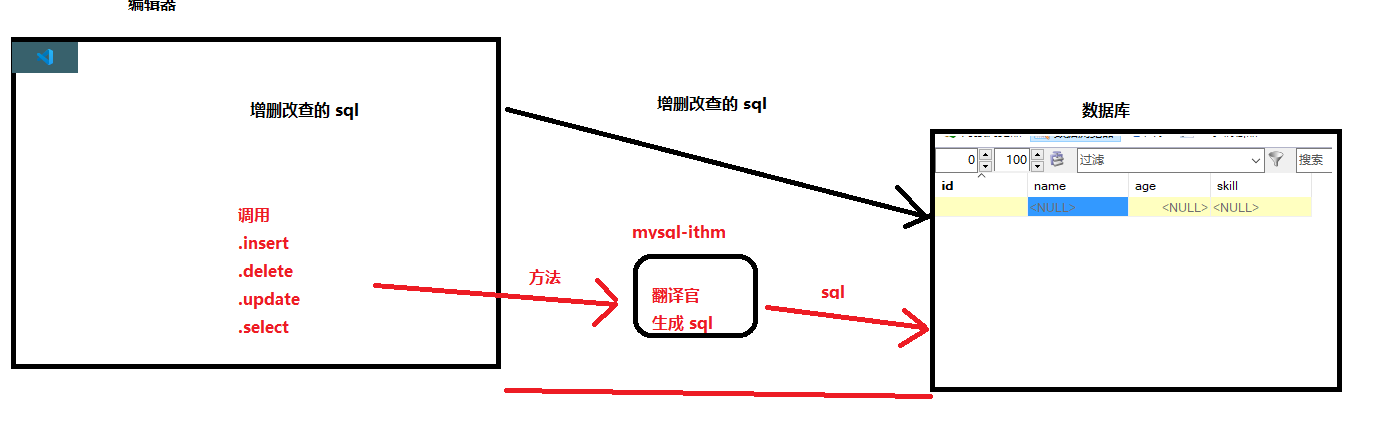 编辑器
增删改查的 sql
增删改查的 sql
数据库
0
100
过滤
搜索
id
name
age
skill
<NULL>
<NULL>
<NULL>
调用
.insert
.delete
.update
.select
方法
mysql-ithm
翻译官
生成 sql
sql